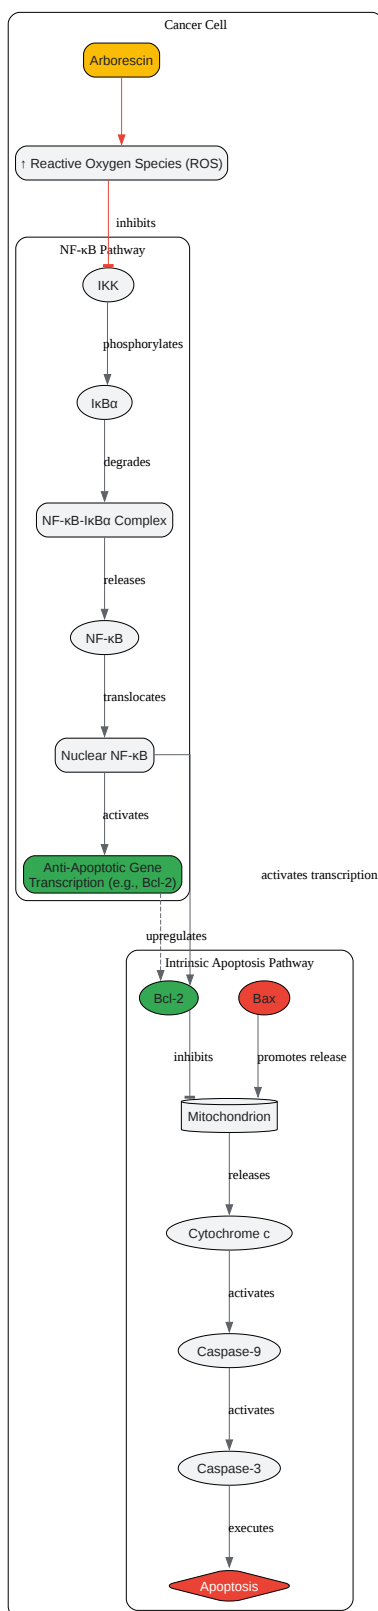 Cancer Cell
Arborescin
↑ Reactive Oxygen Species (ROS)
inhibits
NF-κB Pathway
IKK
phosphorylates
IκBα
degrades
NF-κB-IκBα Complex
releases
NF-κB
translocates
Nuclear NF-κB
activates
Anti-Apoptotic Gene
Transcription (e.g., Bcl-2)
activates transcription
upregulates
Intrinsic Apoptosis Pathway
Bcl-2
Bax
inhibits
promotes release
Mitochondrion
releases
Cytochrome c
activates
Caspase-9
activates
Caspase-3
executes
Apoptosis